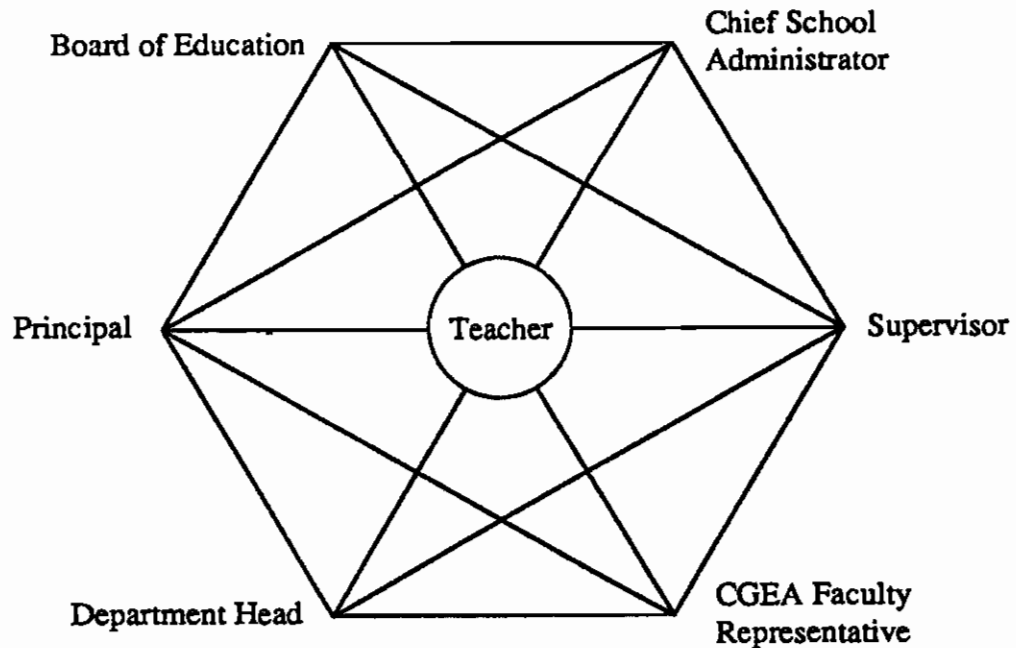 Board of Education
Chief School
Administrator
Principal
Teacher
Supervisor
Department Head
CGEA Faculty
Representative